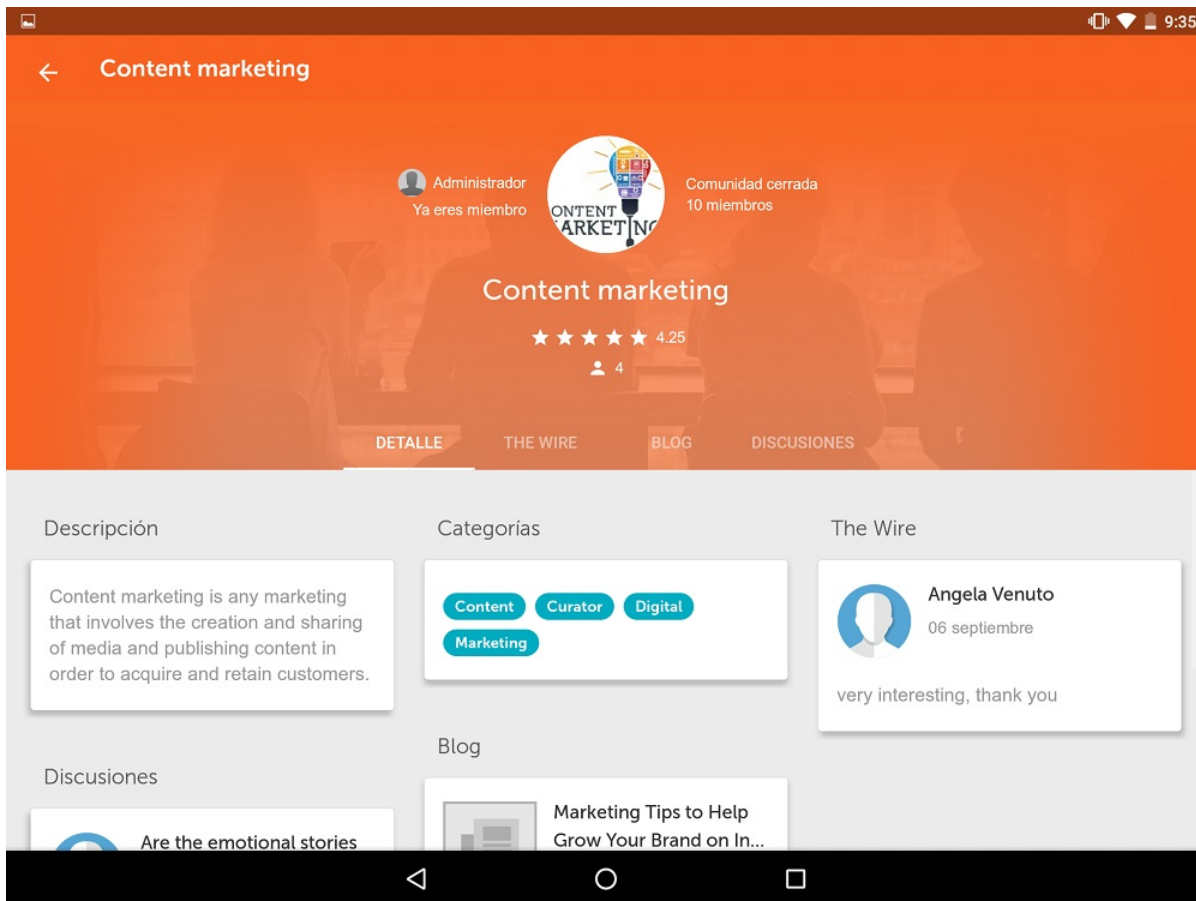 9:35
Content marketing
Administrador
Ya eres miembro
ONTENT
ARKETING
Comunidad cerrada
10 miembros
Content marketing
4.25
4
DETALLE THE WIRE BLOG DISCUSIONES
Descripción
Content marketing is any marketing
that involves the creation and sharing
of media and publishing content in
order to acquire and retain customers.
Categorías
Content Curator Digital
Marketing
The Wire
Angela Venuto
06 septiembre
very interesting, thank you
Discusiones
Are the emotional stories
Blog
Marketing Tips to Help
Grow Your Brand on In...